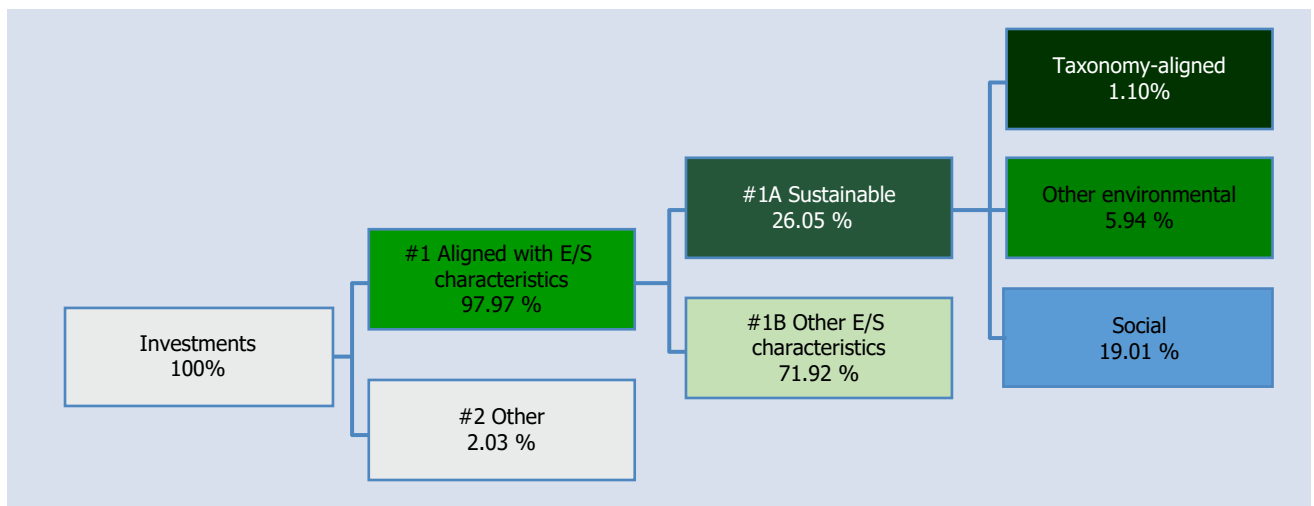 Investments
100%
#1 Aligned with E/S
characteristics
97.97 %
#2 Other
2.03 %
#1A Sustainable
26.05 %
#1B Other E/S
characteristics
71.92 %
Taxonomy-aligned
1.10%
Other environmental
5.94 %
Social
19.01 %